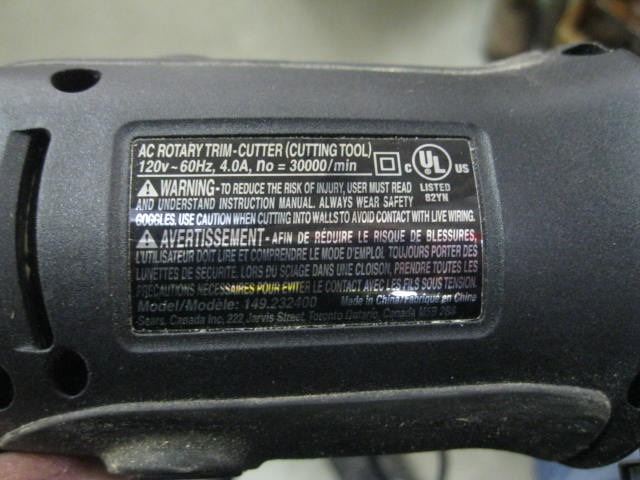 AC ROTARY TRIM-CUTTER (CUTTING TOOL)
120v~60Hz, 4.0A, no = 30000/min
C UL US
LISTED
82YN
WARNING-TO REDUCE THE RISK OF INJURY, USER MUST READ
AND UNDERSTAND INSTRUCTION MANUAL. ALWAYS WEAR SAFETY
GOGGLES. USE CAUTION WHEN CUTTING INTO WALLS TO AVOID CONTACT WITH LIVE WIRING.
AVERTISSEMENT-AFIN DE RÉDUIRE LE RISQUE DE BLESSURES,
L'UTILISATEUR DOIT LIRE ET COMPRENDRE LE MODE D'EMPLOI. TOUJOURS PORTER DES
LUNETTES DE SÉCURITÉ. LORS DU SCIAGE DANS UNE CLOISON, PRENDRE TOUTES LES
PRÉCAUTIONS NÉCESSAIRES POUR ÉVITER LE CONTACT AVEC LES FILS SOUS TENSION.
Model/Modèle: 149.232400
Made in China/Fabriqué en China
Sears, Canada Inc, 222 Jarvis Street, Toronto Ontario, Canada M5B 2B8